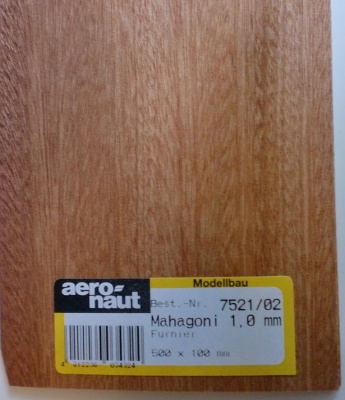 aero-
naut
Modellbau
Best.-Nr. 7521/02
Mahagoni 1,0 mm
Furnier
500 x 100 mm